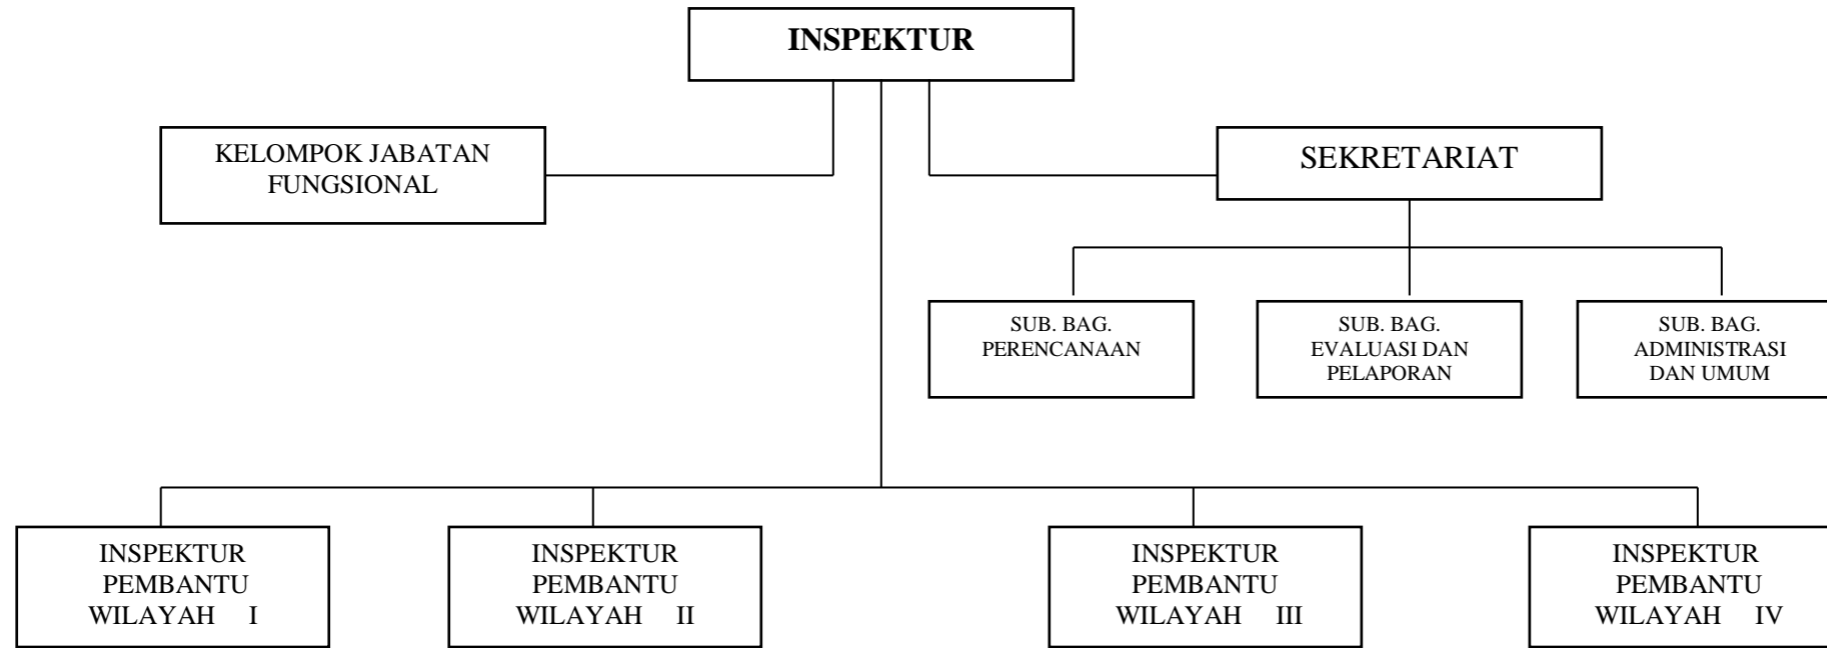 INSPEKTUR
KELOMPOK JABATAN
FUNGSIONAL
SEKRETARIAT
SUB. BAG.
PERENCANAAN
SUB. BAG.
EVALUASI DAN
PELAPORAN
SUB. BAG.
ADMINISTRASI
DAN UMUM
INSPEKTUR
PEMBANTU
WILAYAH I
INSPEKTUR
PEMBANTU
WILAYAH II
INSPEKTUR
PEMBANTU
WILAYAH III
INSPEKTUR
PEMBANTU
WILAYAH IV